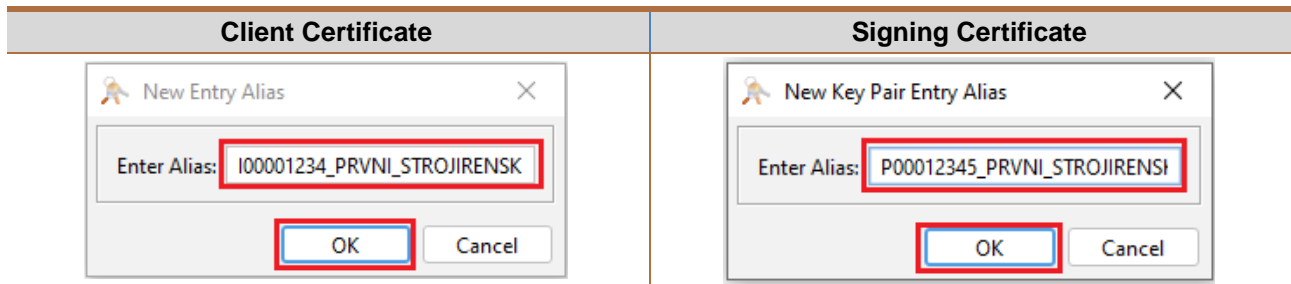 Client Certificate Signing Certificate
New Entry Alias New Key Pair Entry Alias
Enter Alias: I00001234_PRVNI_STROJIRENSK Enter Alias: P00012345_PRVNI_STROJIRENSK
OK Cancel OK Cancel